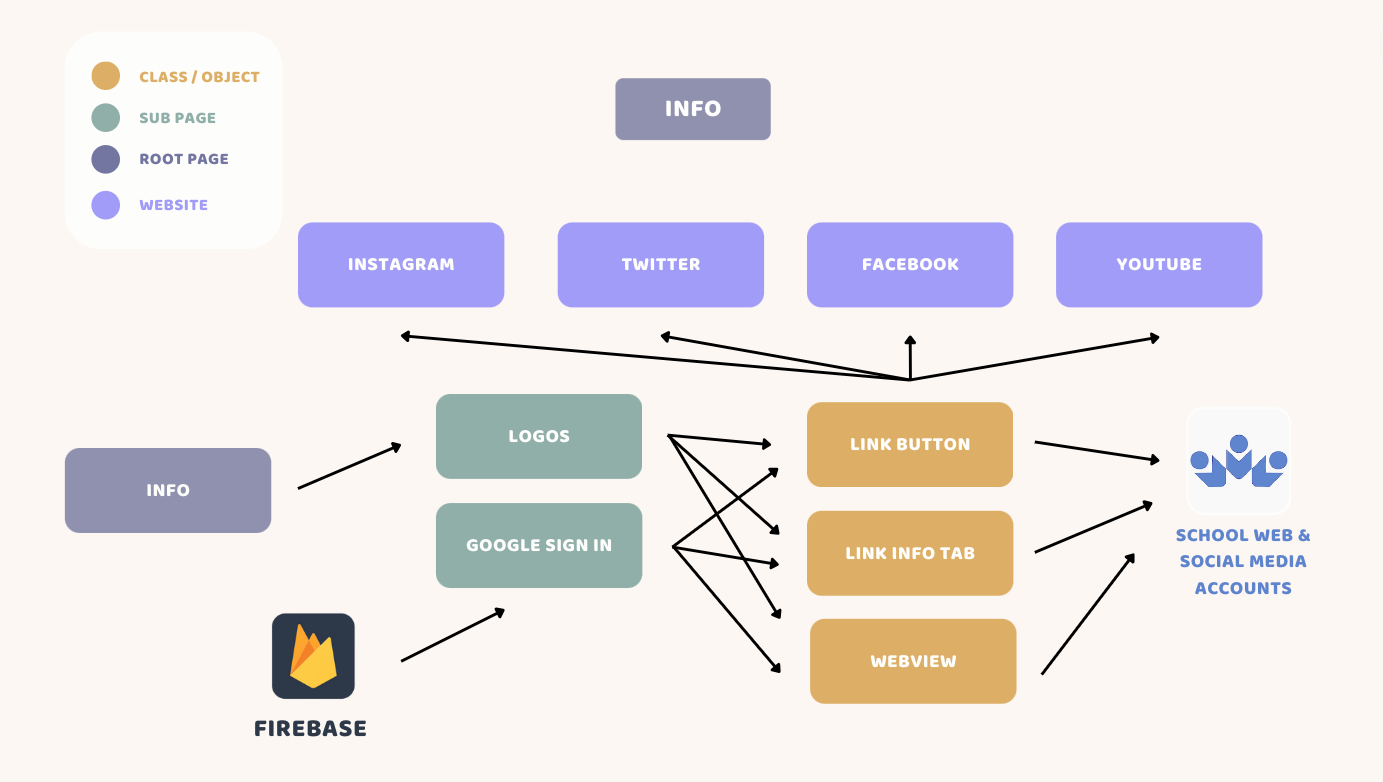 CLASS / OBJECT
SUB PAGE
ROOT PAGE
WEBSITE
INFO
INSTAGRAM
TWITTER
FACEBOOK
YOUTUBE
LOGOS
LINK BUTTON
INFO
GOOGLE SIGN IN
LINK INFO TAB
SCHOOL WEB &
SOCIAL MEDIA
ACCOUNTS
WEBVIEW
FIREBASE